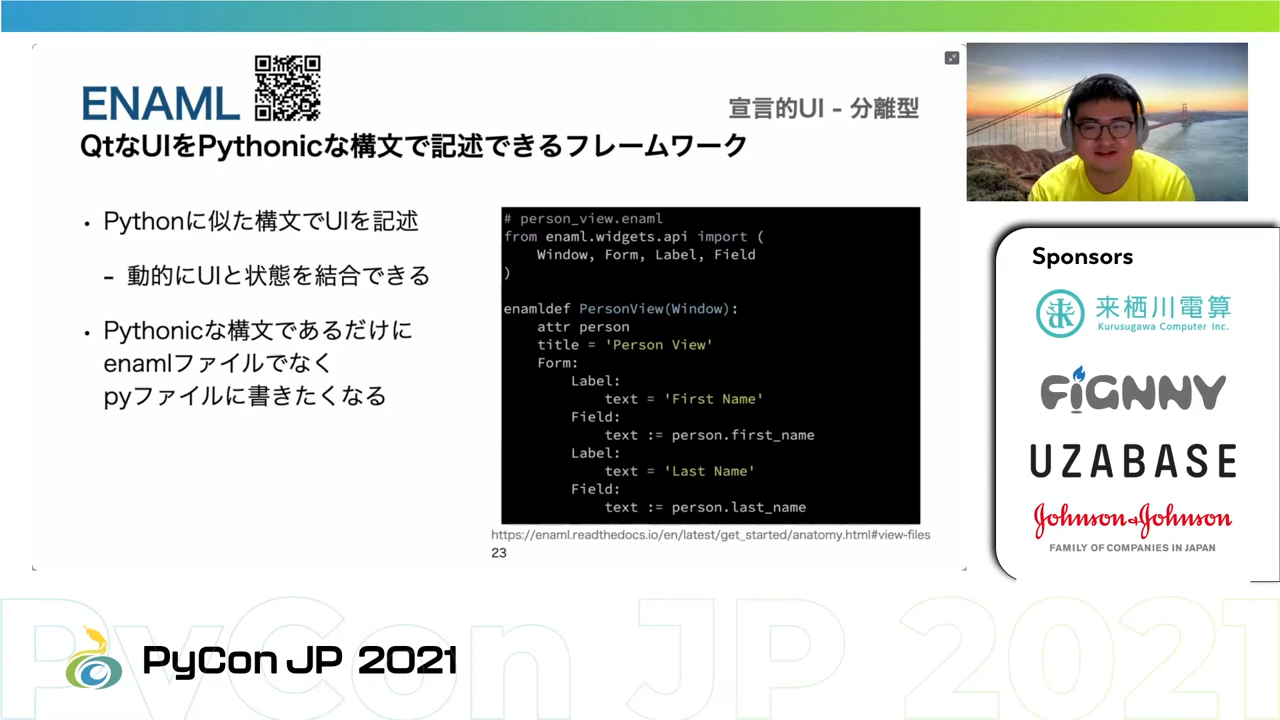 ENAML
宣言的UI - 分離型
QtなUIをPythonicな構文で記述できるフレームワーク
・ Pythonに似た構文でUIを記述
- 動的にUIと状態を結合できる
・ Pythonicな構文であるだけに
enamlファイルでなく
pyファイルに書きたくなる
# person_view.enaml
from enaml.widgets.api import (
    Window, Form, Label, Field
)
enamldef PersonView(Window):
    attr person
    title = 'Person View'
    Form:
        Label:
            text = 'First Name'
        Field:
            text := person.first_name
        Label:
            text = 'Last Name'
        Field:
            text := person.last_name
https://enaml.readthedocs.io/en/latest/get_started/anatomy.html#view-files
23
Sponsors
来栖川電算
Kurusugawa Computer Inc.
FiGNNY
UZABASE
Johnson&Johnson
FAMILY OF COMPANIES IN JAPAN
PyCon JP 2021
PyCon JP 2021